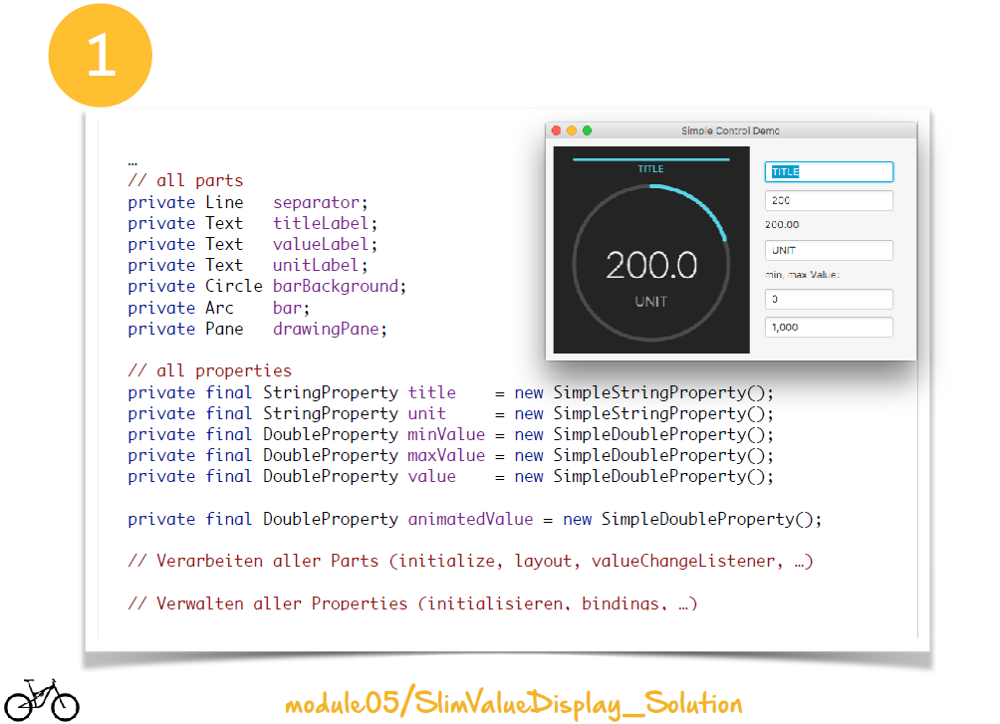 1
…
// all parts
private Line separator;
private Text titleLabel;
private Text valueLabel;
private Text unitLabel;
private Circle barBackground;
private Arc bar;
private Pane drawingPane;
// all properties
private final StringProperty title = new SimpleStringProperty();
private final StringProperty unit = new SimpleStringProperty();
private final DoubleProperty minValue = new SimpleDoubleProperty();
private final DoubleProperty maxValue = new SimpleDoubleProperty();
private final DoubleProperty value = new SimpleDoubleProperty();
private final DoubleProperty animatedValue = new SimpleDoubleProperty();
// Verarbeiten aller Parts (initialize, layout, valueChangeListener, …)
// Verwalten aller Properties (initialisieren, bindings, …)
Simple Control Demo
TITLE
200.0
UNIT
TITLE
200
200.00
UNIT
min, max Value:
0
1,000
module05/SlimValueDisplay_Solution